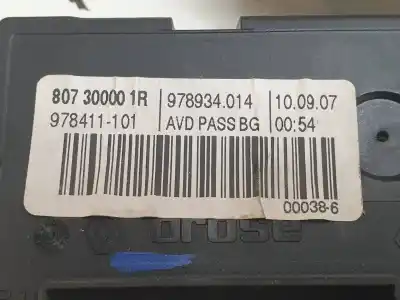 807 30000 1R 978934.014 10.09.07
978411-101 AVD PASS BG 00:54
00038-6
brose